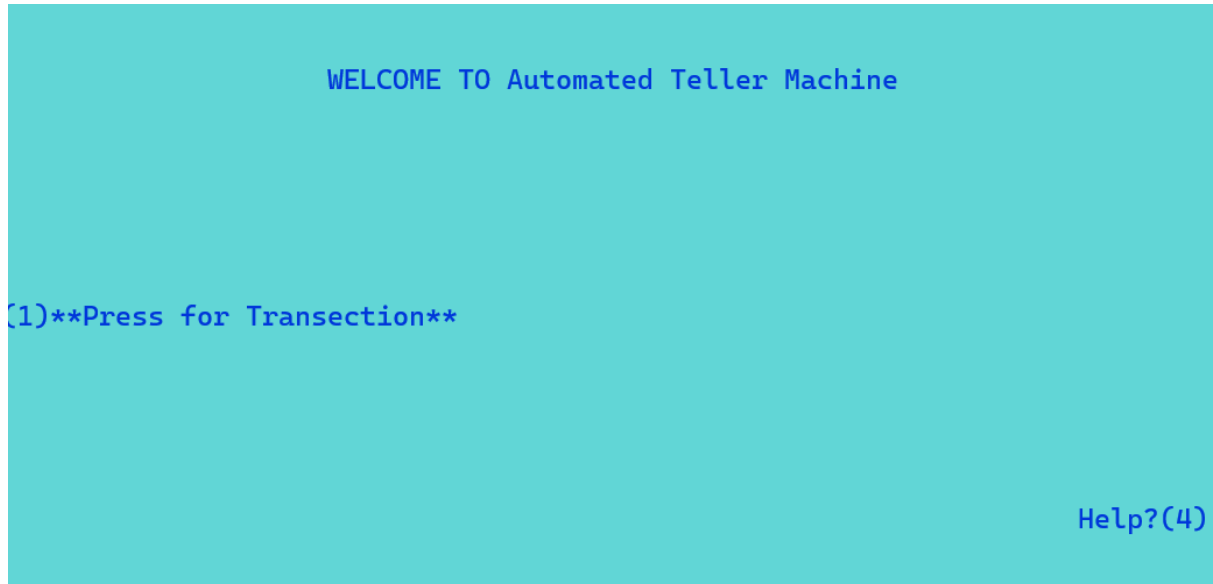 WELCOME TO Automated Teller Machine
(1)**Press for Transection**
Help?(4)